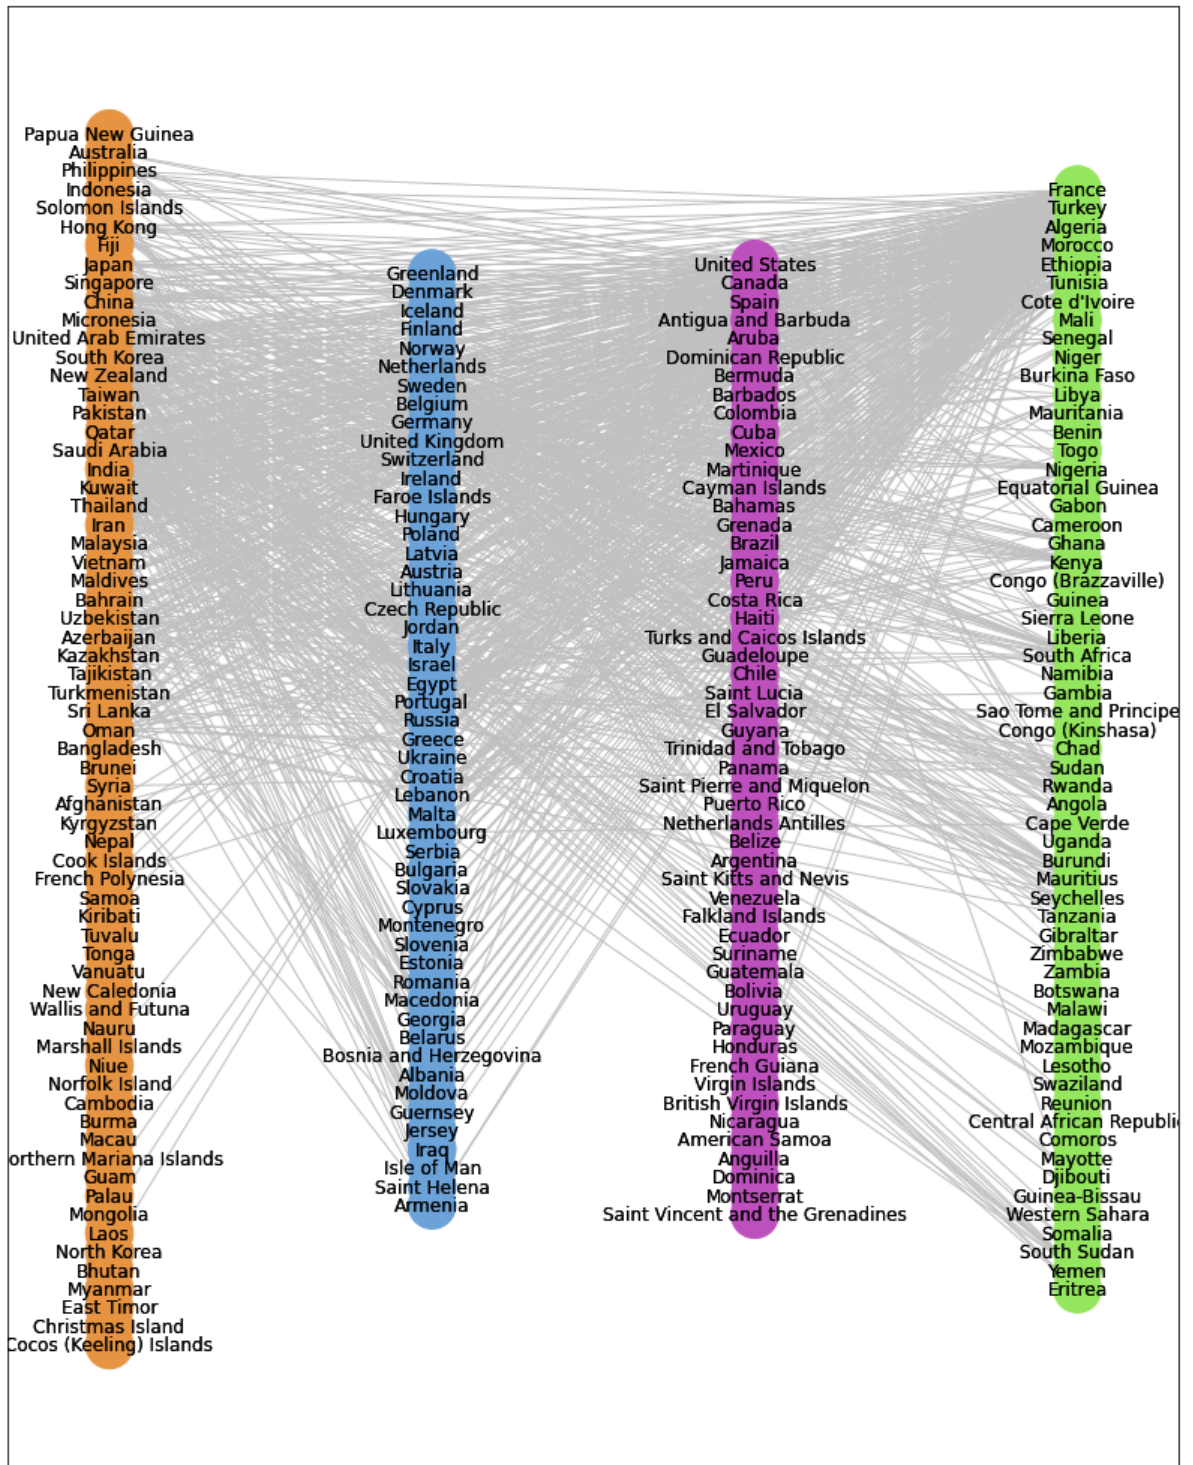 Papua New Guinea
Australia
Philippines
Indonesia
Solomon Islands
Hong Kong
Fiji
Japan
Singapore
China
Micronesia
United Arab Emirates
South Korea
New Zealand
Taiwan
Pakistan
Qatar
Saudi Arabia
India
Kuwait
Thailand
Iran
Malaysia
Vietnam
Maldives
Bahrain
Uzbekistan
Azerbaijan
Kazakhstan
Tajikistan
Turkmenistan
Sri Lanka
Oman
Bangladesh
Brunei
Syria
Afghanistan
Kyrgyzstan
Nepal
Cook Islands
French Polynesia
Samoa
Kiribati
Tuvalu
Tonga
Vanuatu
New Caledonia
Wallis and Futuna
Nauru
Marshall Islands
Niue
Norfolk Island
Cambodia
Burma
Macau
orthern Mariana Islands
Guam
Palau
Mongolia
Laos
North Korea
Bhutan
Myanmar
East Timor
Christmas Island
Cocos (Keeling) Islands
Greenland
Denmark
Iceland
Finland
Norway
Netherlands
Sweden
Belgium
Germany
United Kingdom
Switzerland
Ireland
Faroe Islands
Hungary
Poland
Latvia
Austria
Lithuania
Czech Republic
Jordan
Italy
Israel
Egypt
Portugal
Russia
Greece
Ukraine
Croatia
Lebanon
Malta
Luxembourg
Serbia
Bulgaria
Slovakia
Cyprus
Montenegro
Slovenia
Estonia
Romania
Macedonia
Georgia
Belarus
Bosnia and Herzegovina
Albania
Moldova
Guernsey
Jersey
Iraq
Isle of Man
Saint Helena
Armenia
United States
Canada
Spain
Antigua and Barbuda
Aruba
Dominican Republic
Bermuda
Barbados
Colombia
Cuba
Mexico
Martinique
Cayman Islands
Bahamas
Grenada
Brazil
Jamaica
Peru
Costa Rica
Haiti
Turks and Caicos Islands
Guadeloupe
Chile
Saint Lucia
El Salvador
Guyana
Trinidad and Tobago
Panama
Saint Pierre and Miquelon
Puerto Rico
Netherlands Antilles
Belize
Argentina
Saint Kitts and Nevis
Venezuela
Falkland Islands
Ecuador
Suriname
Guatemala
Bolivia
Uruguay
Paraguay
Honduras
French Guiana
Virgin Islands
British Virgin Islands
Nicaragua
American Samoa
Anguilla
Dominica
Montserrat
Saint Vincent and the Grenadines
France
Turkey
Algeria
Morocco
Ethiopia
Tunisia
Cote d'Ivoire
Mali
Senegal
Niger
Burkina Faso
Libya
Mauritania
Benin
Togo
Nigeria
Equatorial Guinea
Gabon
Cameroon
Ghana
Kenya
Congo (Brazzaville)
Guinea
Sierra Leone
Liberia
South Africa
Namibia
Gambia
Sao Tome and Principe
Congo (Kinshasa)
Chad
Sudan
Rwanda
Angola
Cape Verde
Uganda
Burundi
Mauritius
Seychelles
Tanzania
Gibraltar
Zimbabwe
Zambia
Botswana
Malawi
Madagascar
Mozambique
Lesotho
Swaziland
Reunion
Central African Republi
Comoros
Mayotte
Djibouti
Guinea-Bissau
Western Sahara
Somalia
South Sudan
Yemen
Eritrea